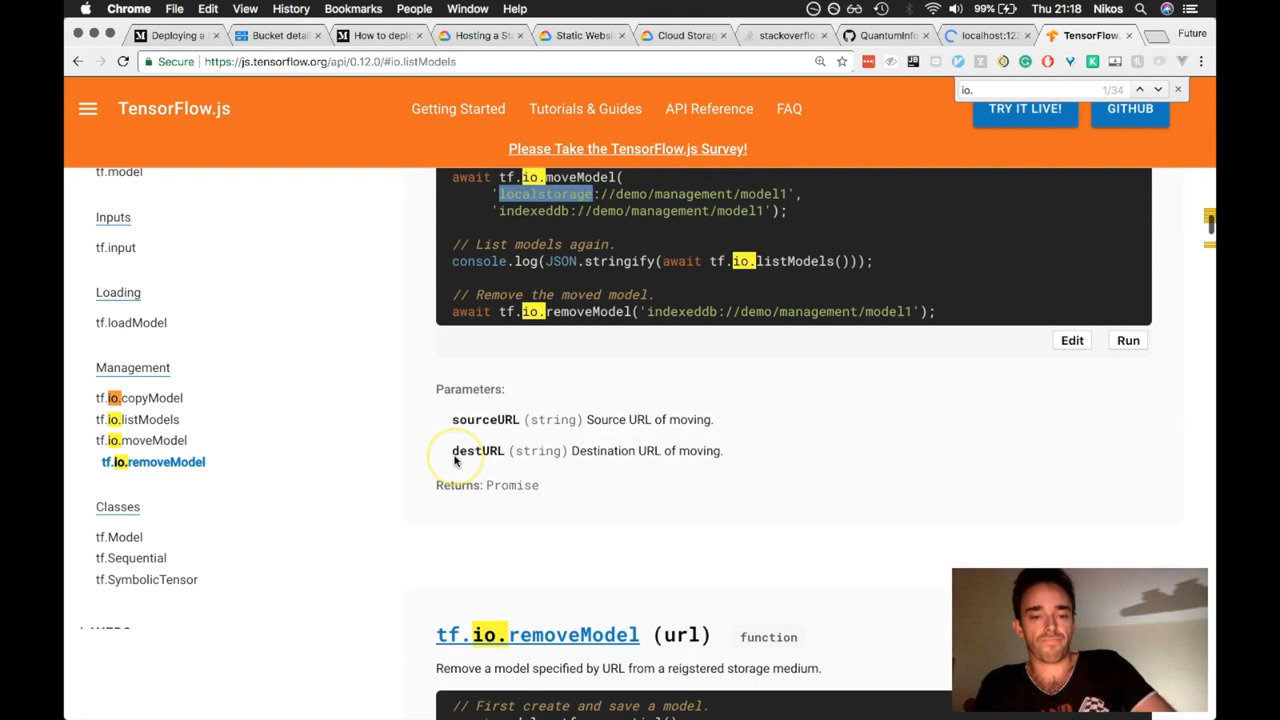 Chrome File Edit View History Bookmarks People Window Help 99% Thu 21:18 Nikos
Deploying a Bucket detai How to depl Hosting a Sta Static Websi Cloud Storag stackoverflo QuantumInfo localhost:123 TensorFlow. Future
Secure https://js.tensorflow.org/api/0.12.0/#io.listModels
io. 1/34
TensorFlow.js Getting Started Tutorials & Guides API Reference FAQ TRY IT LIVE! GITHUB
Please Take the TensorFlow.js Survey!
tf.model
Inputs
tf.input
Loading
tf.loadModel
Management
tf.io.copyModel
tf.io.listModels
tf.io.moveModel
tf.io.removeModel
Classes
tf.Model
tf.Sequential
tf.SymbolicTensor
await tf.io.moveModel(
'localstorage://demo/management/model1',
'indexeddb://demo/management/model1');
// List models again.
console.log(JSON.stringify(await tf.io.listModels()));
// Remove the moved model.
await tf.io.removeModel('indexeddb://demo/management/model1');
Edit Run
Parameters:
sourceURL (string) Source URL of moving.
destURL (string) Destination URL of moving.
Returns: Promise
tf.io.removeModel (url) function
Remove a model specified by URL from a reigstered storage medium.
// First create and save a model.